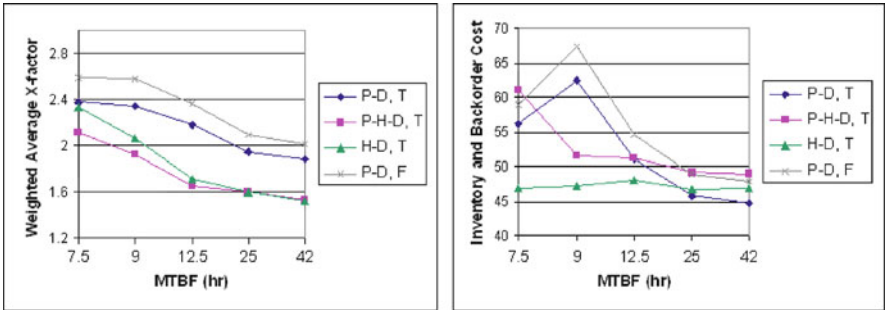 Weighted Average X-factor
2.8
2.4
2
1.6
1.2
7.5 9 12.5 25 42
MTBF (hr)
P-D, T
P-H-D, T
H-D, T
P-D, F
Inventory and Backorder Cost
70
65
60
55
50
45
40
7.5 9 12.5 25 42
MTBF (hr)
P-D, T
P-H-D, T
H-D, T
P-D, F